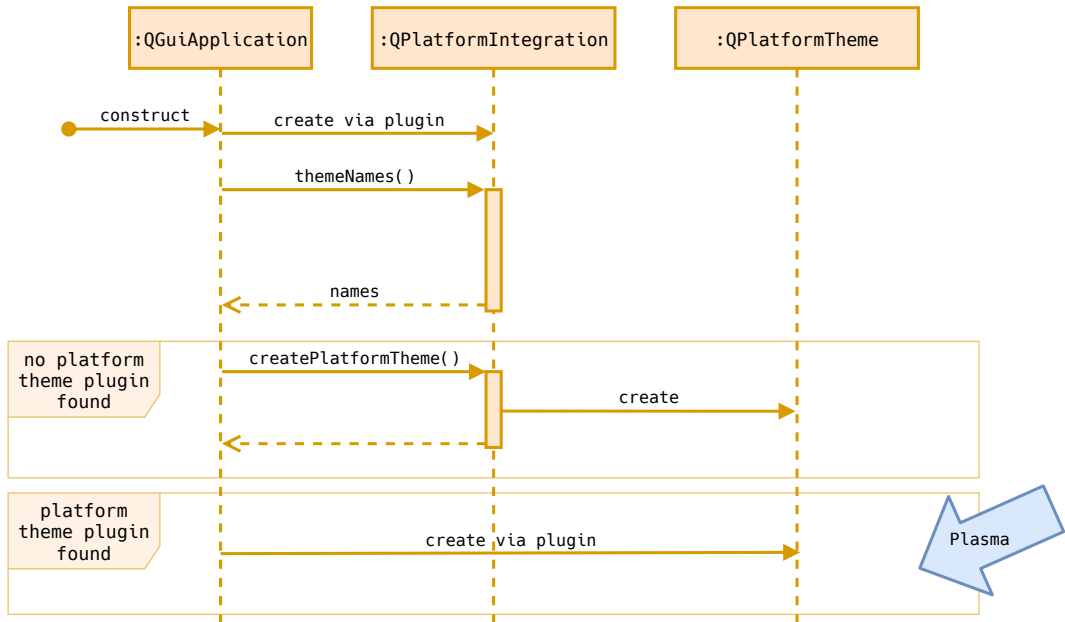 :QGuiApplication
:QPlatformIntegration
:QPlatformTheme
construct
create via plugin
themeNames()
names
no platform
theme plugin
found
createPlatformTheme()
create
platform
theme plugin
found
create via plugin
Plasma